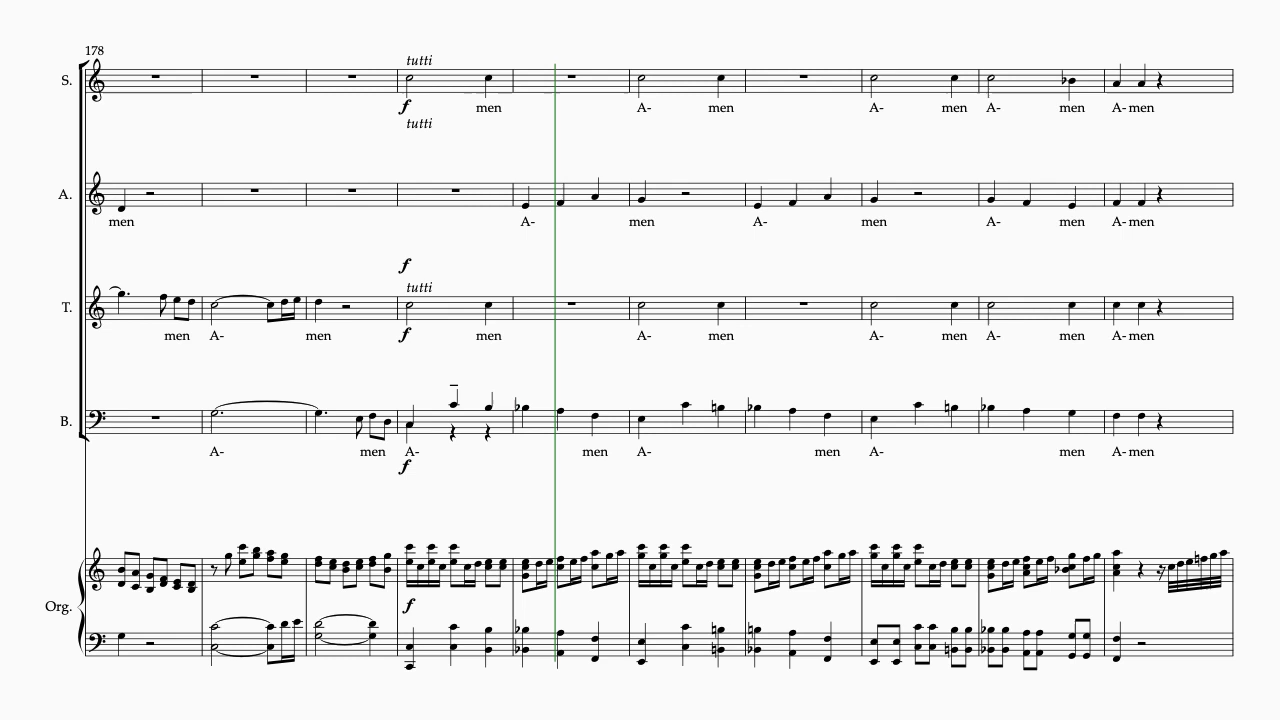 178
tutti
S.
f men A- men A- men A- men A- men
tutti
A.
men A- men A- men A- men A- men
f
tutti
T.
men A- men f men A- men A- men A- men A- men
B.
A- men A- men A- men A- men A- men
f
Org.
f